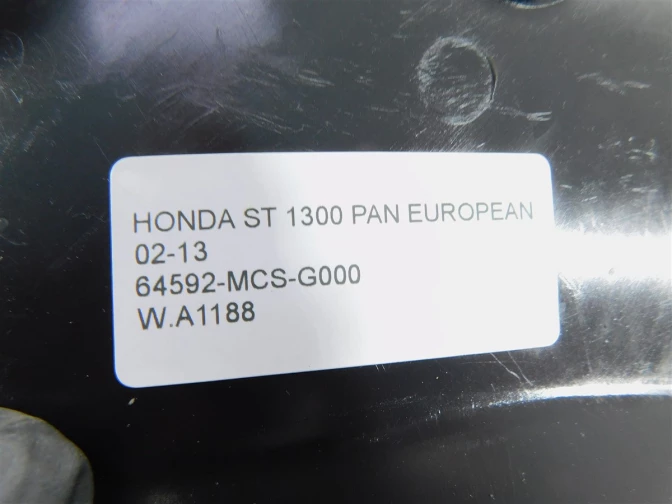 HONDA ST 1300 PAN EUROPEAN
02-13
64592-MCS-G000
W.A1188